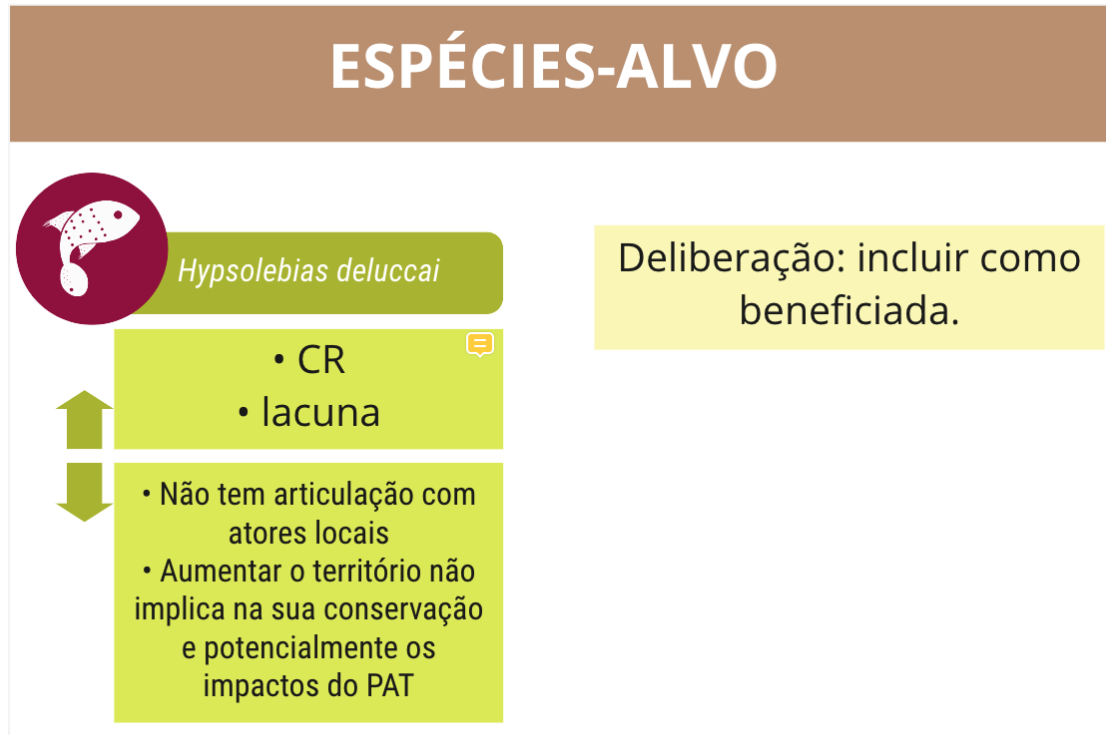 ESPÉCIES-ALVO
Hypsolebias deluccai
• CR
• lacuna
• Não tem articulação com
atores locais
• Aumentar o território não
implica na sua conservação
e potencialmente os
impactos do PAT
Deliberação: incluir como
beneficiada.